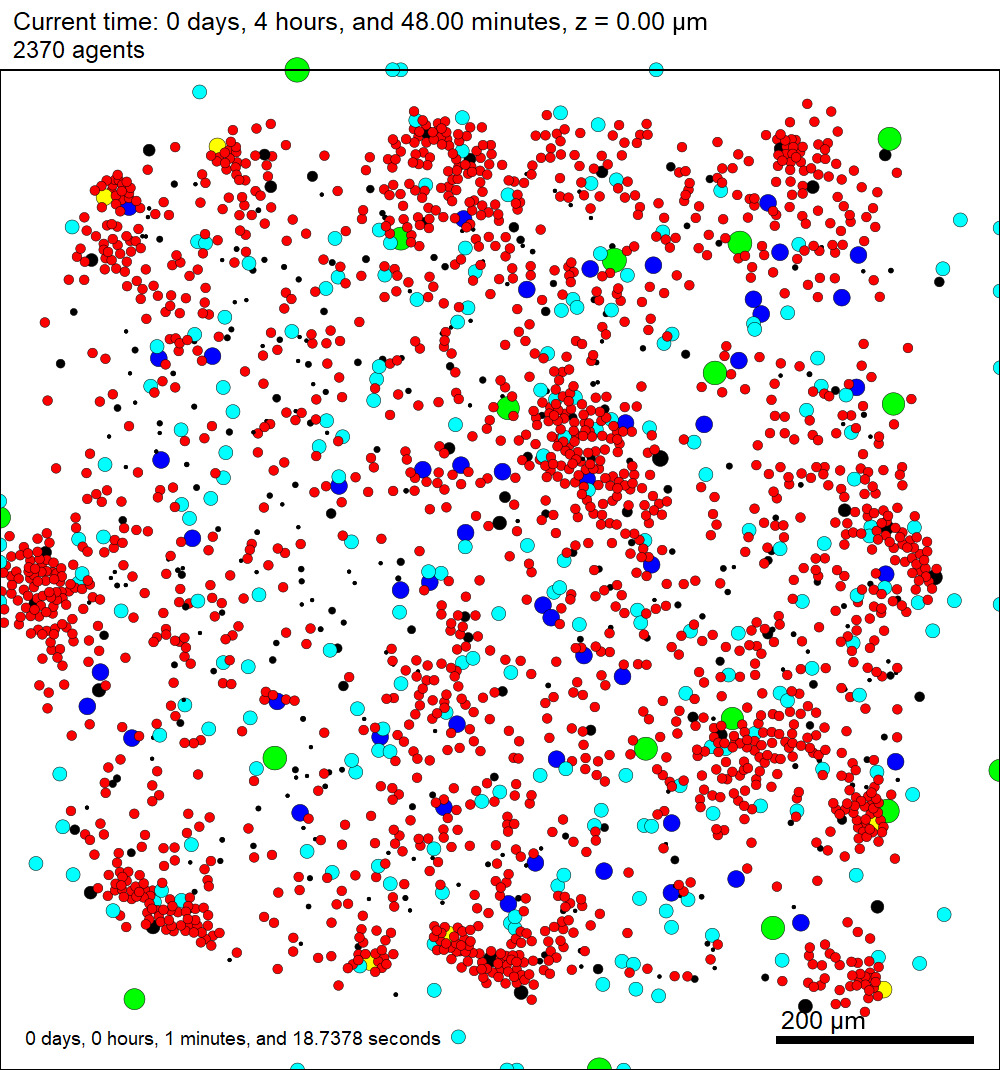 Current time: 0 days, 4 hours, and 48.00 minutes, z = 0.00 μm
2370 agents
200 μm
0 days, 0 hours, 1 minutes, and 18.7378 seconds